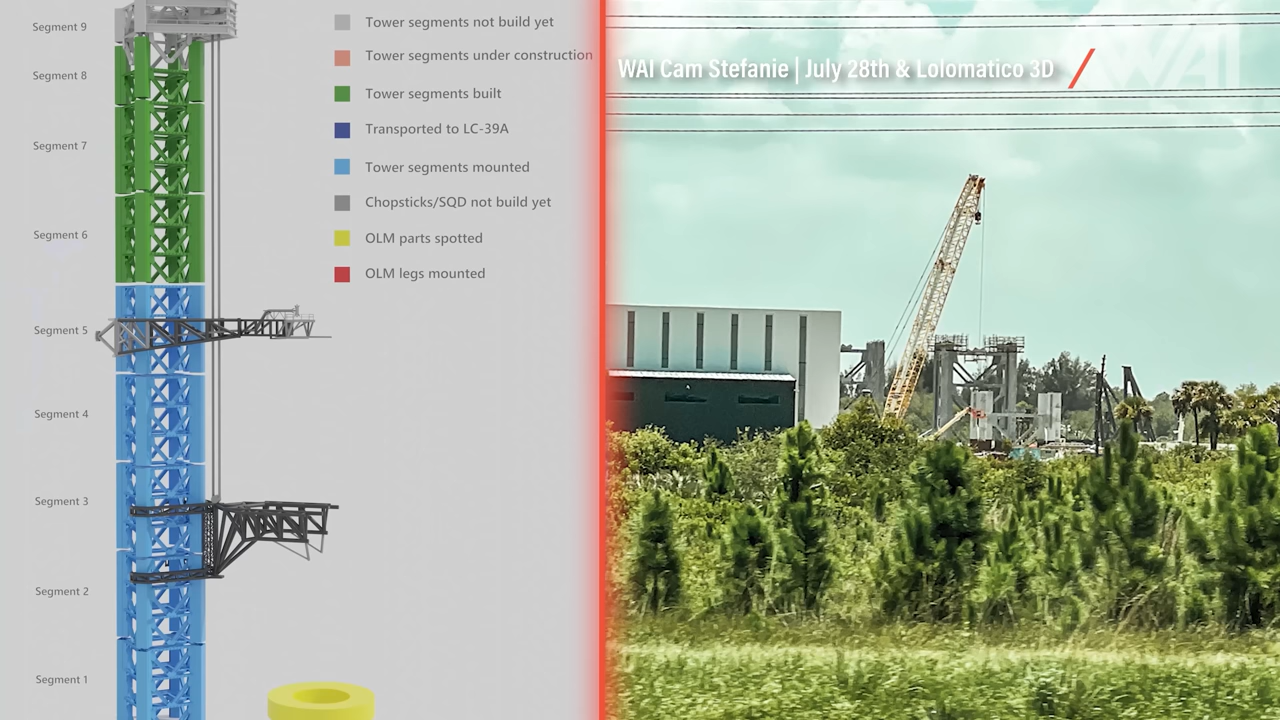 Segment 9
Segment 8
Segment 7
Segment 6
Segment 5
Segment 4
Segment 3
Segment 2
Segment 1
Tower segments not build yet
Tower segments under construction
Tower segments built
Transported to LC-39A
Tower segments mounted
Chopsticks/SQD not build yet
OLM parts spotted
OLM legs mounted
WAI Cam Stefanie | July 28th & Lolomatico 3D
WAI